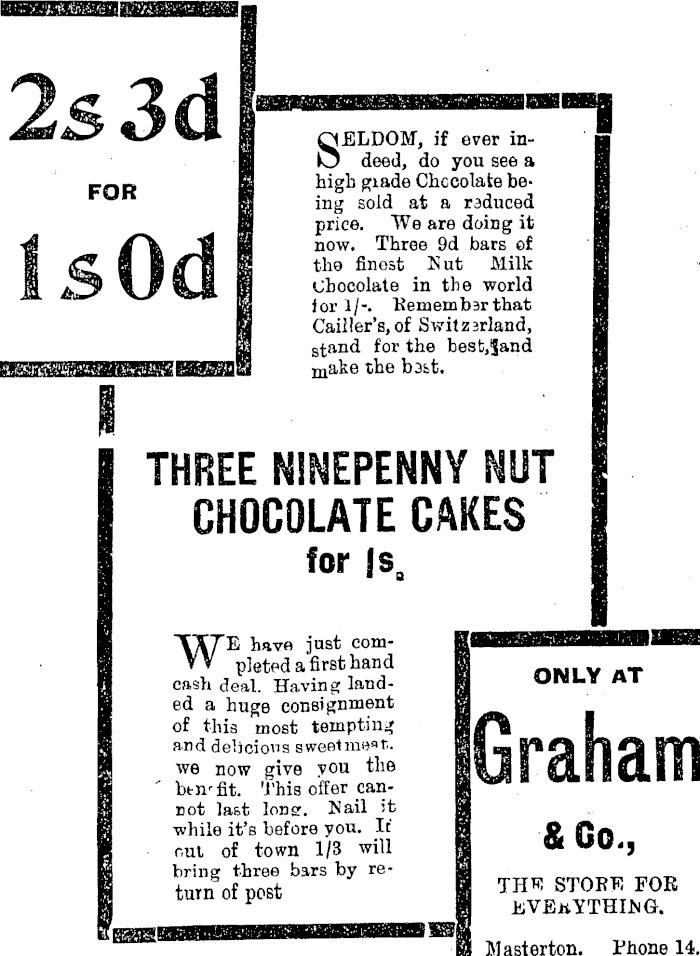 2s 3d
FOR
1s 0d
SELDOM, if ever in-
deed, do you see a
high grade Chocolate be-
ing sold at a reduced
price. We are doing it
now. Three 9d bars of
the finest Nut Milk
Chocolate in the world
for 1/-. Remember that
Cailler's, of Switzerland,
stand for the best, and
make the best.
THREE NINEPENNY NUT
CHOCOLATE CAKES
for 1s.
WE have just com-
pleted a first hand
cash deal. Having land-
ed a huge consignment
of this most tempting
and delicious sweetmeat.
we now give you the
benefit. This offer can-
not last long. Nail it
while it's before you. If
out of town 1/3 will
bring three bars by re-
turn of post
ONLY AT
Graham
& Co.,
THE STORE FOR
EVERYTHING.
Masterton. Phone 14.